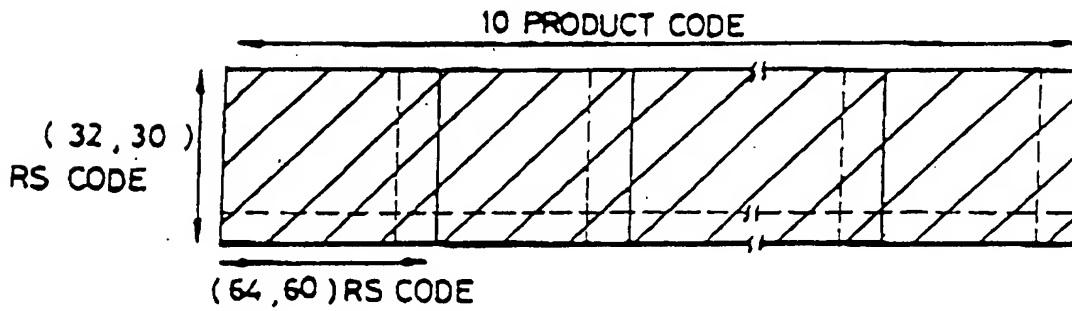 10 PRODUCT CODE
( 32 , 30 )
RS CODE
( 64 , 60 ) RS CODE